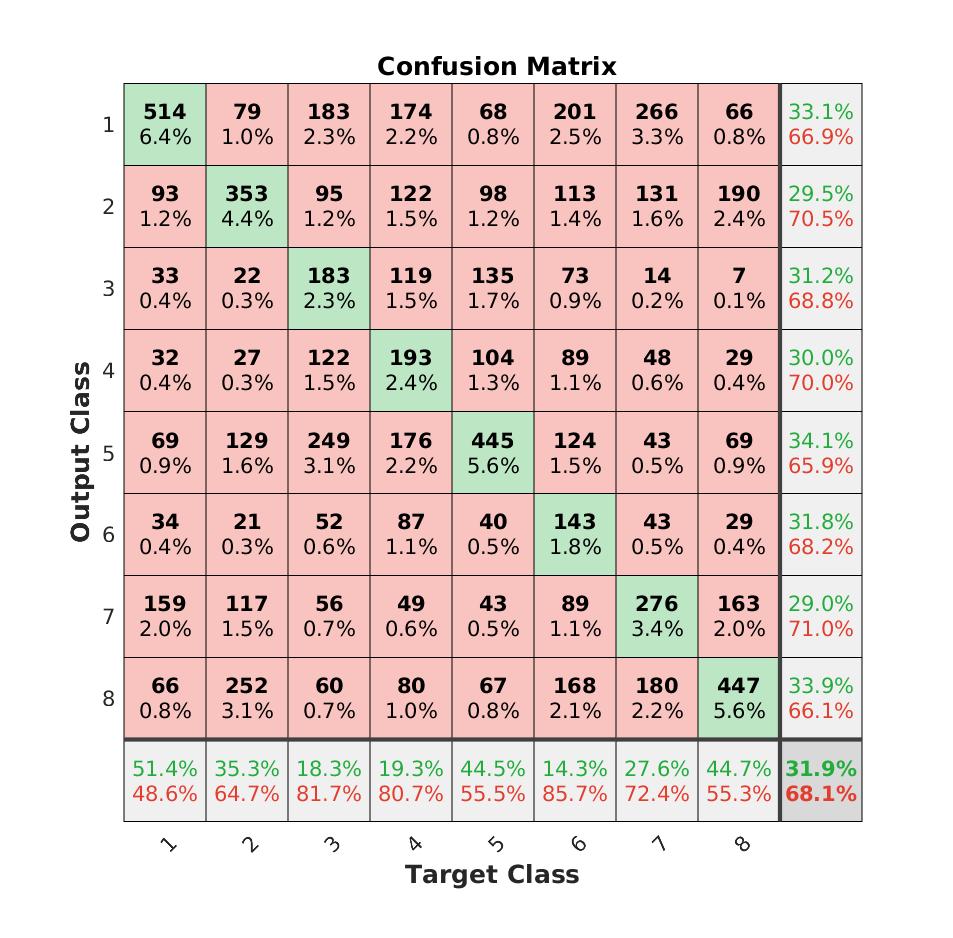 Confusion Matrix
1 514 79 183 174 68 201 266 66 33.1%
6.4% 1.0% 2.3% 2.2% 0.8% 2.5% 3.3% 0.8% 66.9%
2 93 353 95 122 98 113 131 190 29.5%
1.2% 4.4% 1.2% 1.5% 1.2% 1.4% 1.6% 2.4% 70.5%
3 33 22 183 119 135 73 14 7 31.2%
0.4% 0.3% 2.3% 1.5% 1.7% 0.9% 0.2% 0.1% 68.8%
4 32 27 122 193 104 89 48 29 30.0%
0.4% 0.3% 1.5% 2.4% 1.3% 1.1% 0.6% 0.4% 70.0%
5 69 129 249 176 445 124 43 69 34.1%
0.9% 1.6% 3.1% 2.2% 5.6% 1.5% 0.5% 0.9% 65.9%
6 34 21 52 87 40 143 43 29 31.8%
0.4% 0.3% 0.6% 1.1% 0.5% 1.8% 0.5% 0.4% 68.2%
7 159 117 56 49 43 89 276 163 29.0%
2.0% 1.5% 0.7% 0.6% 0.5% 1.1% 3.4% 2.0% 71.0%
8 66 252 60 80 67 168 180 447 33.9%
0.8% 3.1% 0.7% 1.0% 0.8% 2.1% 2.2% 5.6% 66.1%
51.4% 35.3% 18.3% 19.3% 44.5% 14.3% 27.6% 44.7% 31.9%
48.6% 64.7% 81.7% 80.7% 55.5% 85.7% 72.4% 55.3% 68.1%
1 2 3 4 5 6 7 8
Target Class
Output Class